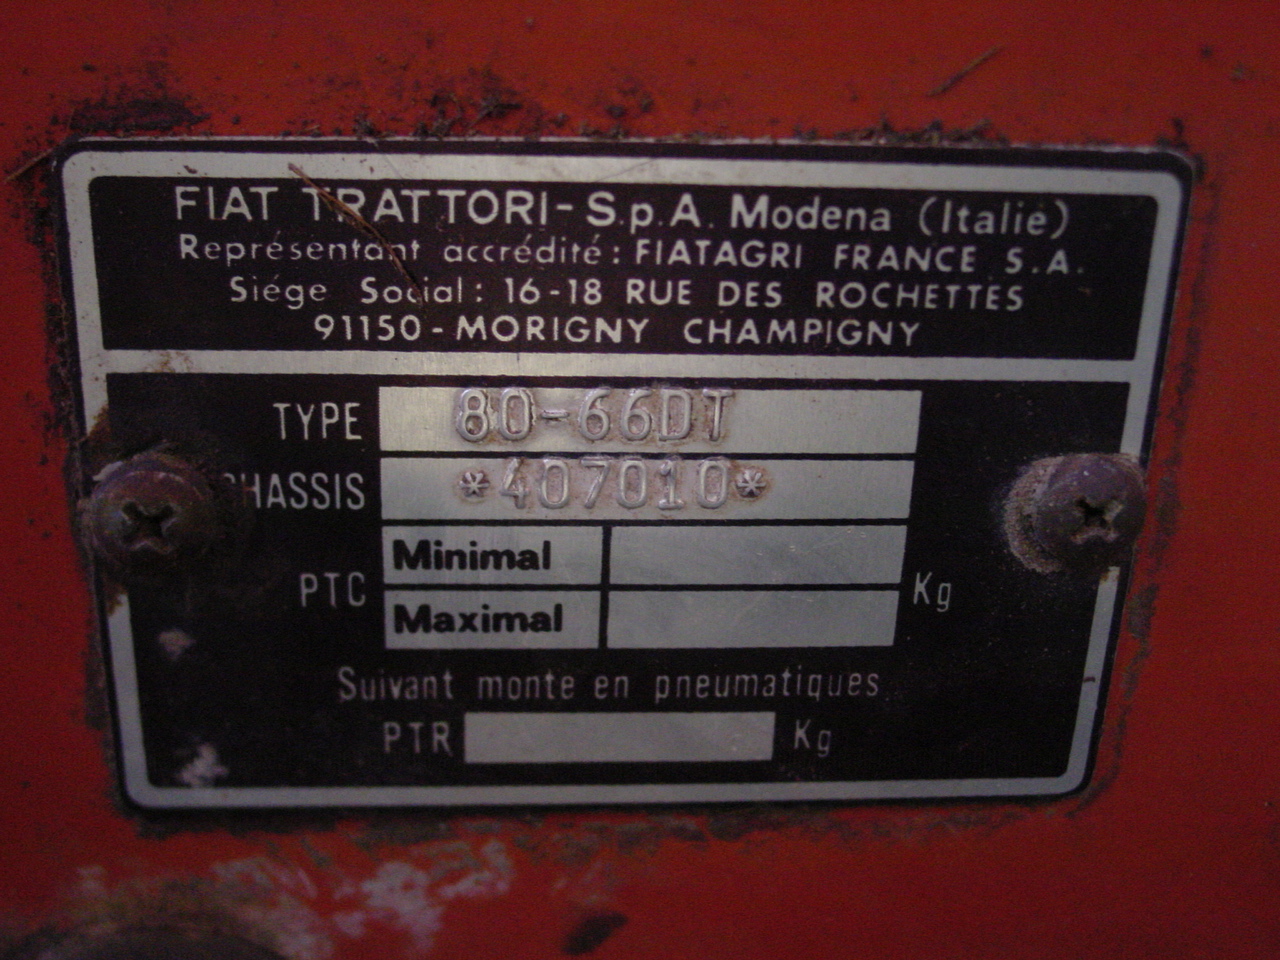 FIAT TRATTORI-S.p.A. Modena (Italie)
Représentant accrédité: FIATAGRI FRANCE S.A.
Siége Social: 16-18 RUE DES ROCHETTES
91150-MORIGNY CHAMPIGNY
TYPE 80-66DT
CHASSIS *407010*
PTC Minimal Kg
Maximal
Suivant monte en pneumatiques
PTR Kg